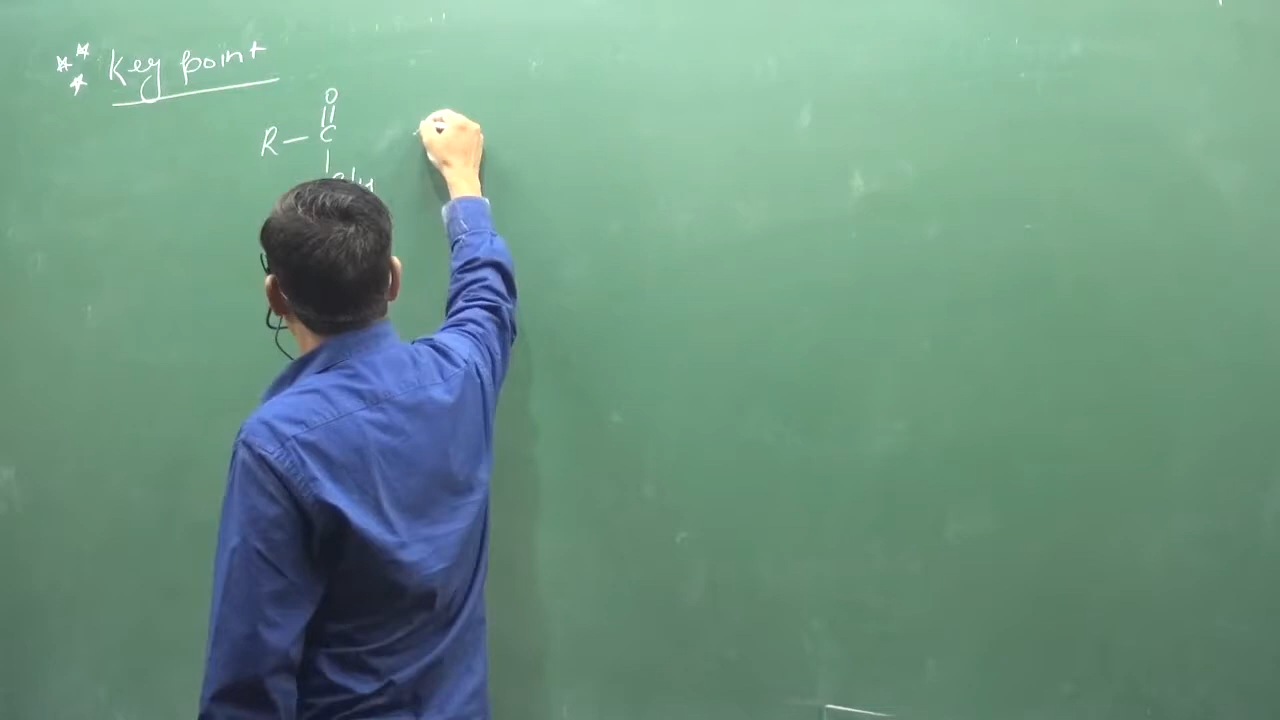 *** Key point
O
R — C